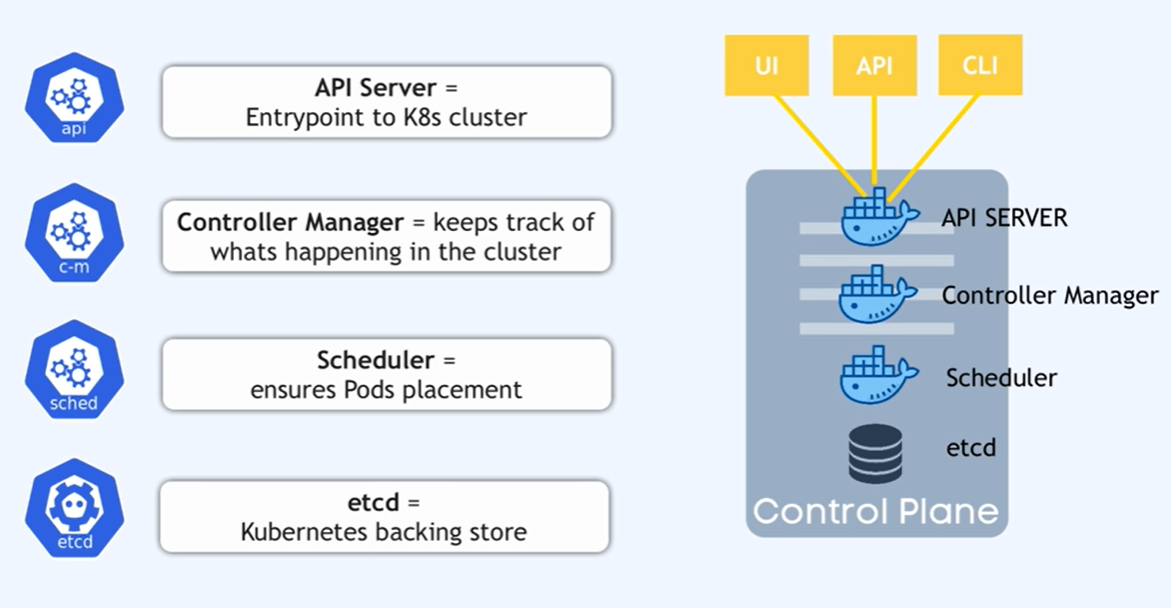 api
API Server =
Entrypoint to K8s cluster
c-m
Controller Manager = keeps track of
whats happening in the cluster
sched
Scheduler =
ensures Pods placement
etcd
etcd =
Kubernetes backing store
UI
API
CLI
API SERVER
Controller Manager
Scheduler
etcd
Control Plane